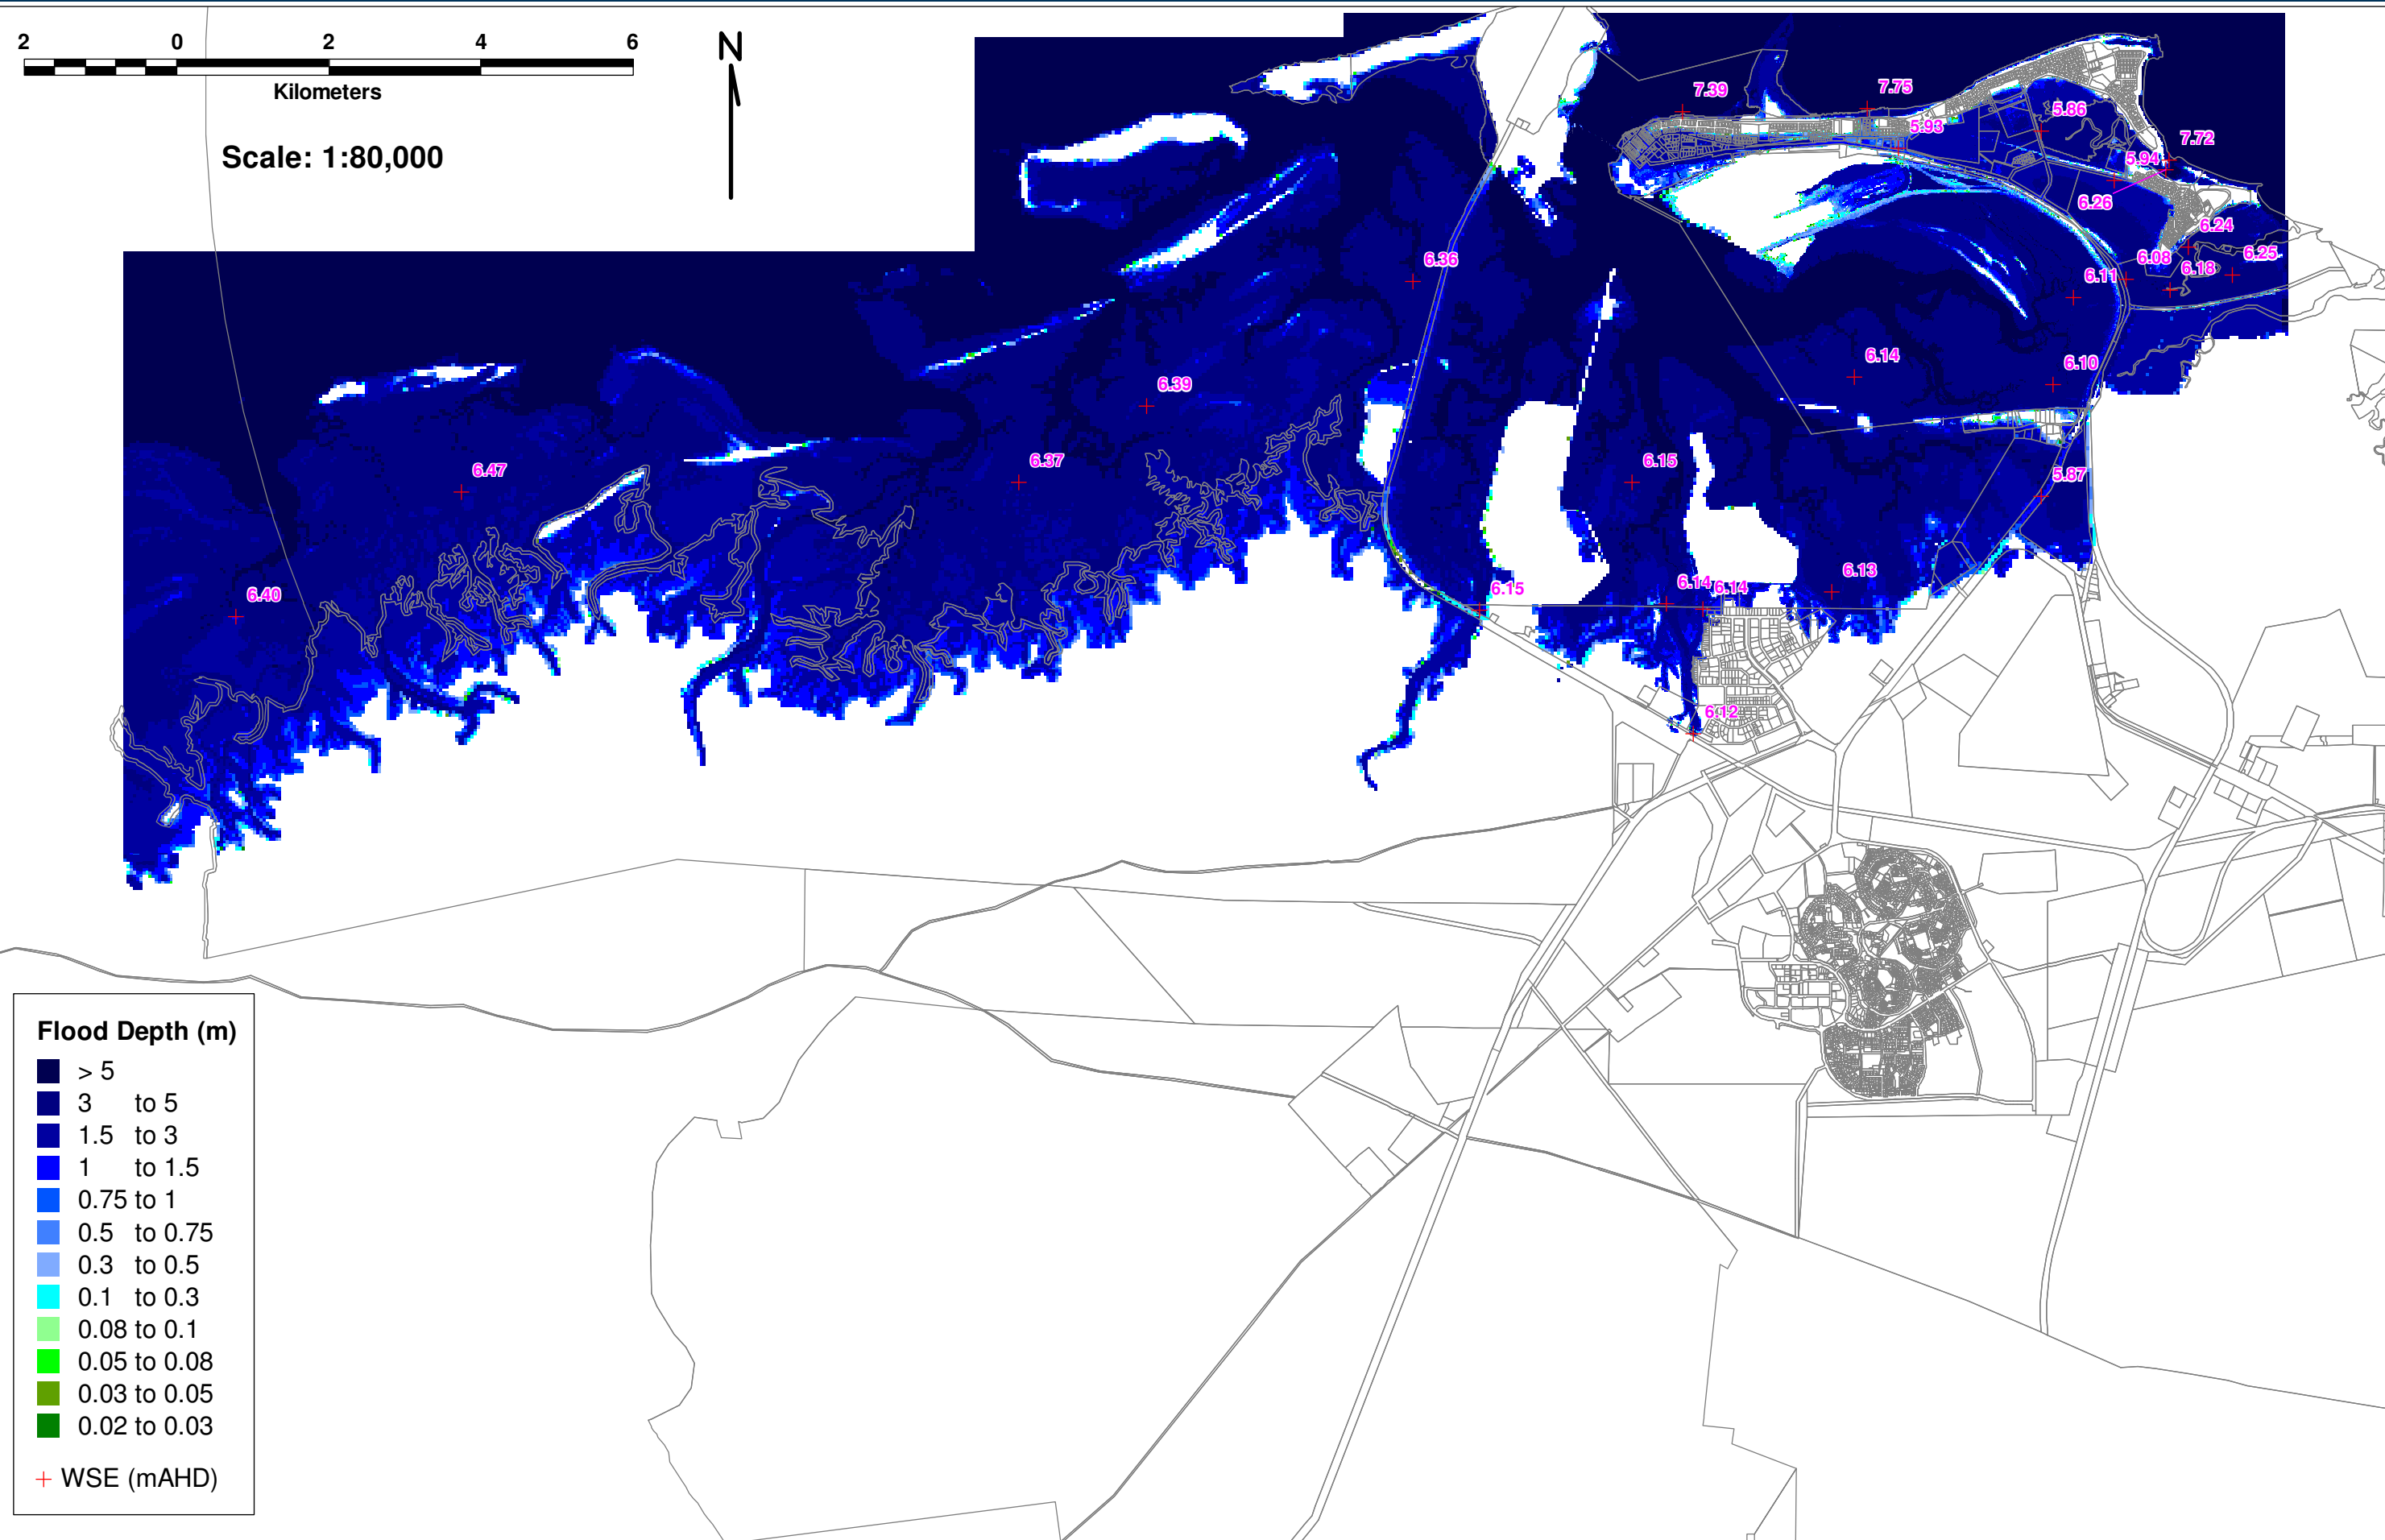 2 0 2 4 6
Kilometers
Scale: 1:80,000
N
7.39
7.75
5.93
5.86
7.72
5.94
6.26
6.24
6.08
6.18
6.25
6.11
6.36
6.14
6.10
6.39
6.47
6.37
6.15
5.87
6.40
6.15
6.14
6.14
6.13
6.12
Flood Depth (m)
> 5
3 to 5
1.5 to 3
1 to 1.5
0.75 to 1
0.5 to 0.75
0.3 to 0.5
0.1 to 0.3
0.08 to 0.1
0.05 to 0.08
0.03 to 0.05
0.02 to 0.03
+ WSE (mAHD)